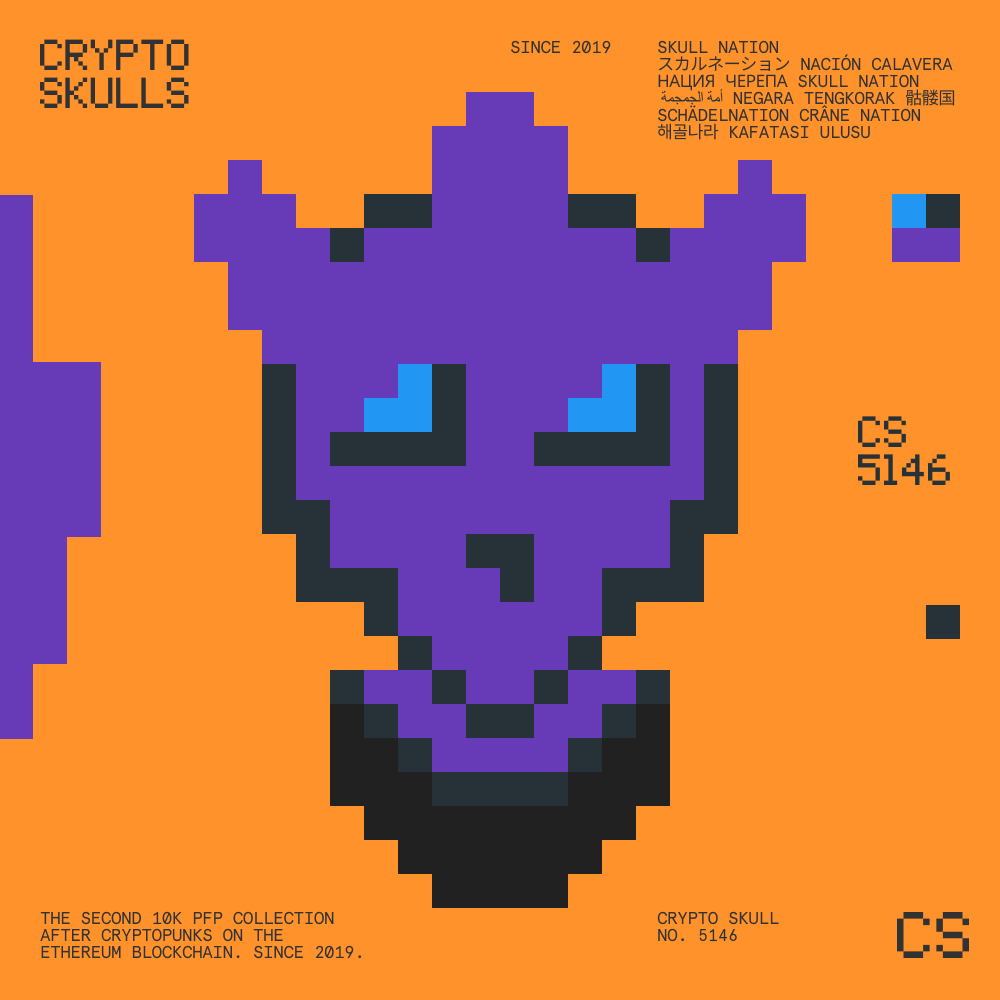 CRYPTO
SKULLS
SINCE 2019
SKULL NATION
スカルネーション NACIÓN CALAVERA
НАЦИЯ ЧЕРЕПА SKULL NATION
أمة الجمجمة NEGARA TENGKORAK 骷髅国
SCHÄDELNATION CRÂNE NATION
해골나라 KAFATASI ULUSU
CS
5146
THE SECOND 10K PFP COLLECTION
AFTER CRYPTOPUNKS ON THE
ETHEREUM BLOCKCHAIN. SINCE 2019.
CRYPTO SKULL
NO. 5146
CS